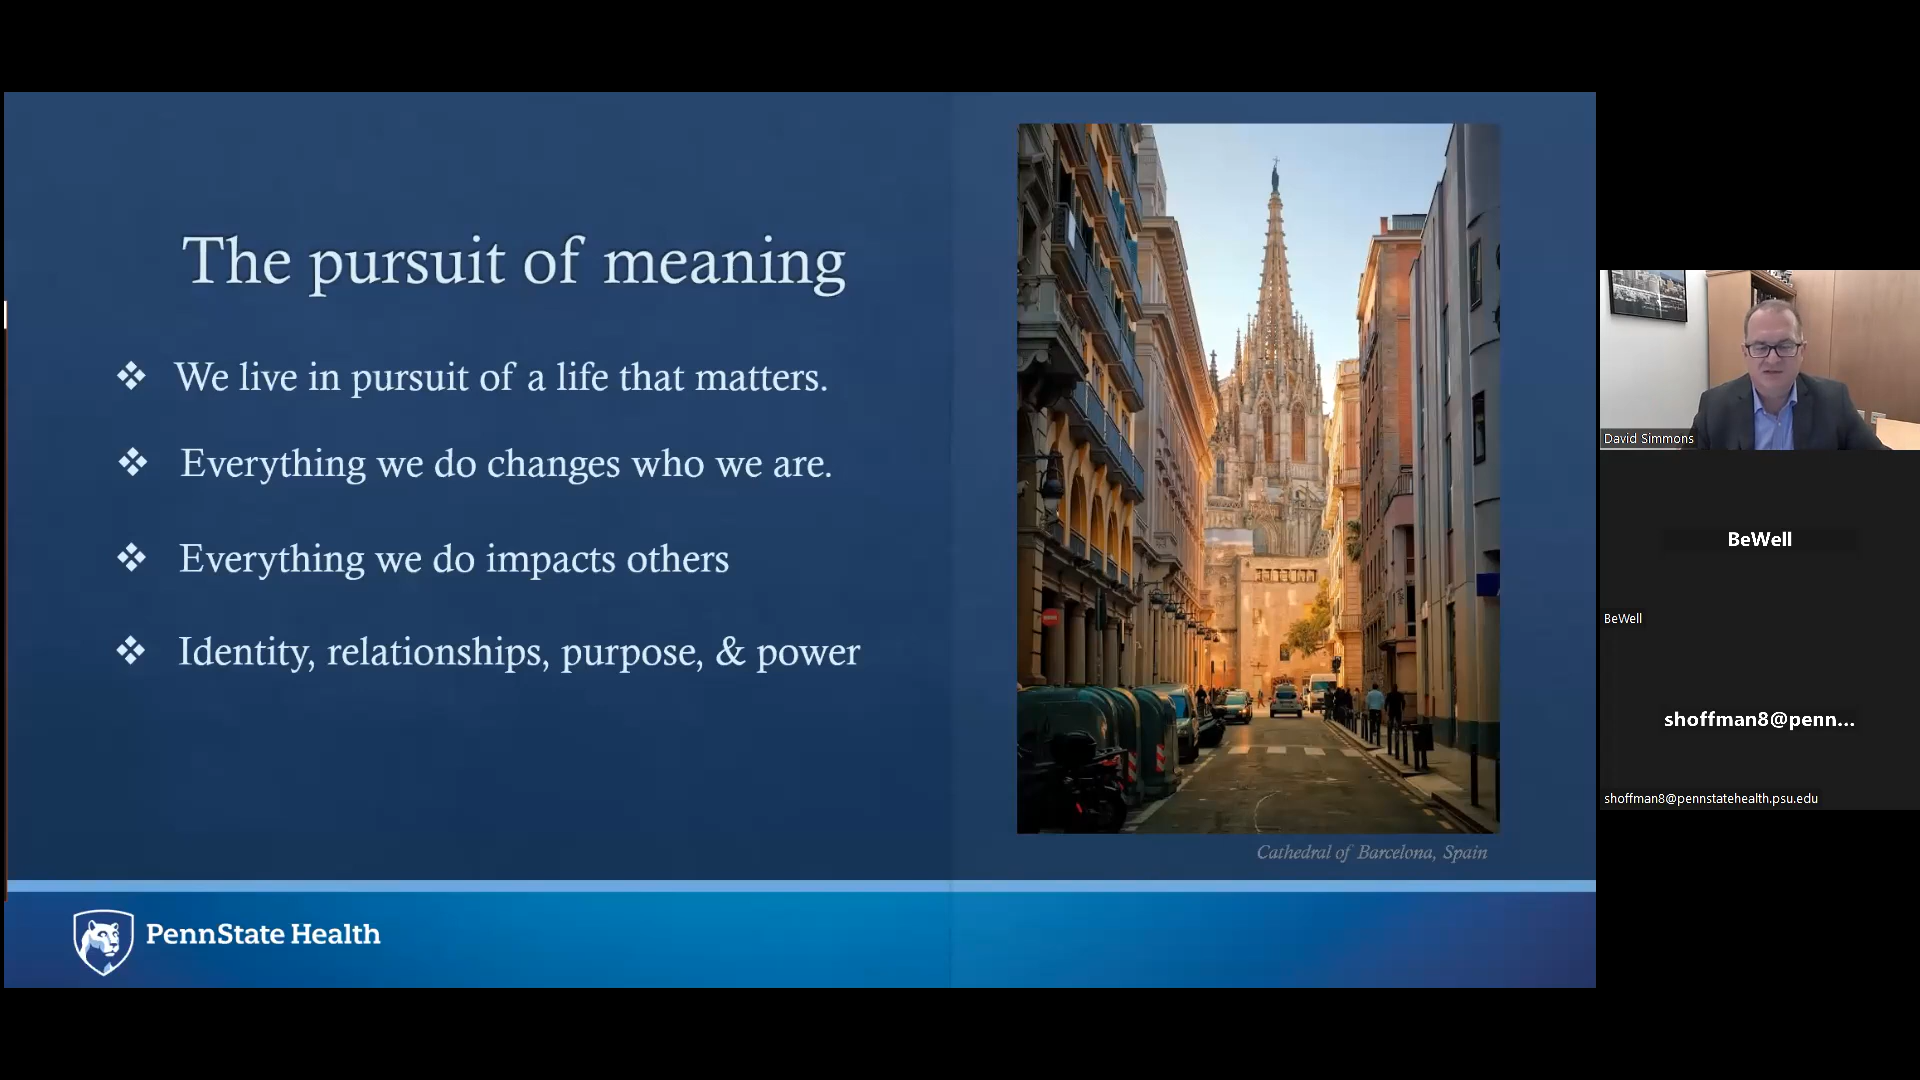 The pursuit of meaning
❖ We live in pursuit of a life that matters.
❖ Everything we do changes who we are.
❖ Everything we do impacts others
❖ Identity, relationships, purpose, & power
Cathedral of Barcelona, Spain
PennState Health
David Simmons
BeWell
BeWell
shoffman8@penn...
shoffman8@pennstatehealth.psu.edu